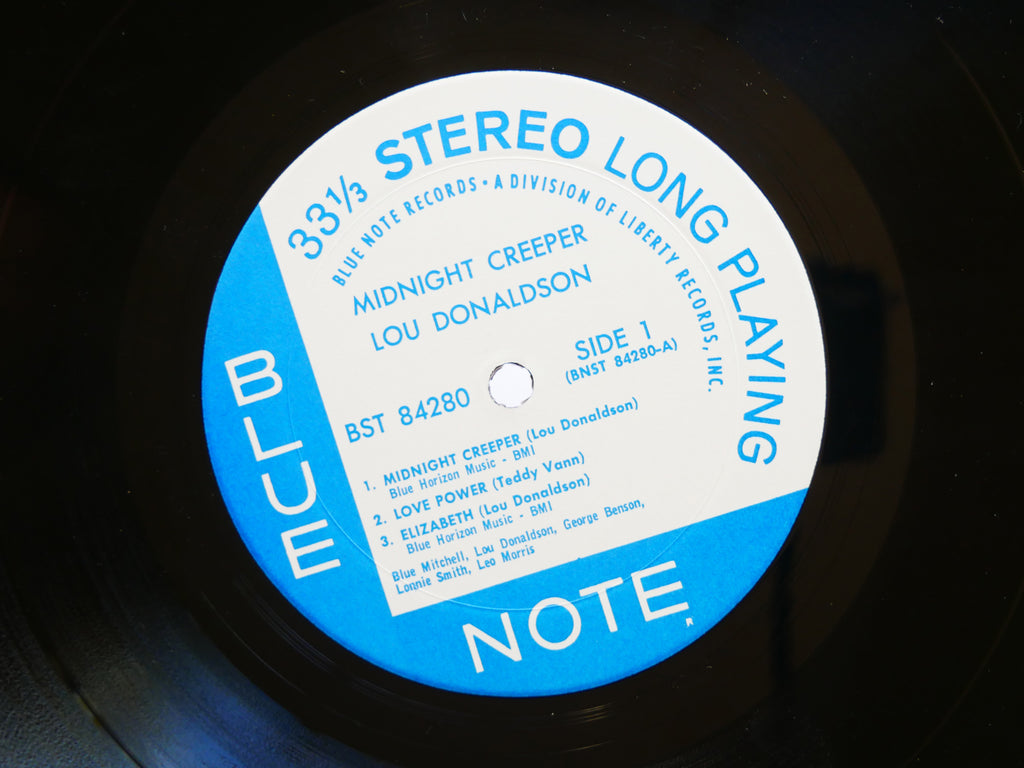 33⅓ STEREO LONG PLAYING
BLUE NOTE RECORDS • A DIVISION OF LIBERTY RECORDS, INC.
MIDNIGHT CREEPER
LOU DONALDSON
SIDE 1
(BNST 84280-A)
BST 84280
1. MIDNIGHT CREEPER (Lou Donaldson)
Blue Horizon Music - BMI
2. LOVE POWER (Teddy Vann)
3. ELIZABETH (Lou Donaldson)
Blue Horizon Music - BMI
Blue Mitchell, Lou Donaldson, George Benson,
Lonnie Smith, Leo Morris
BLUE
NOTE